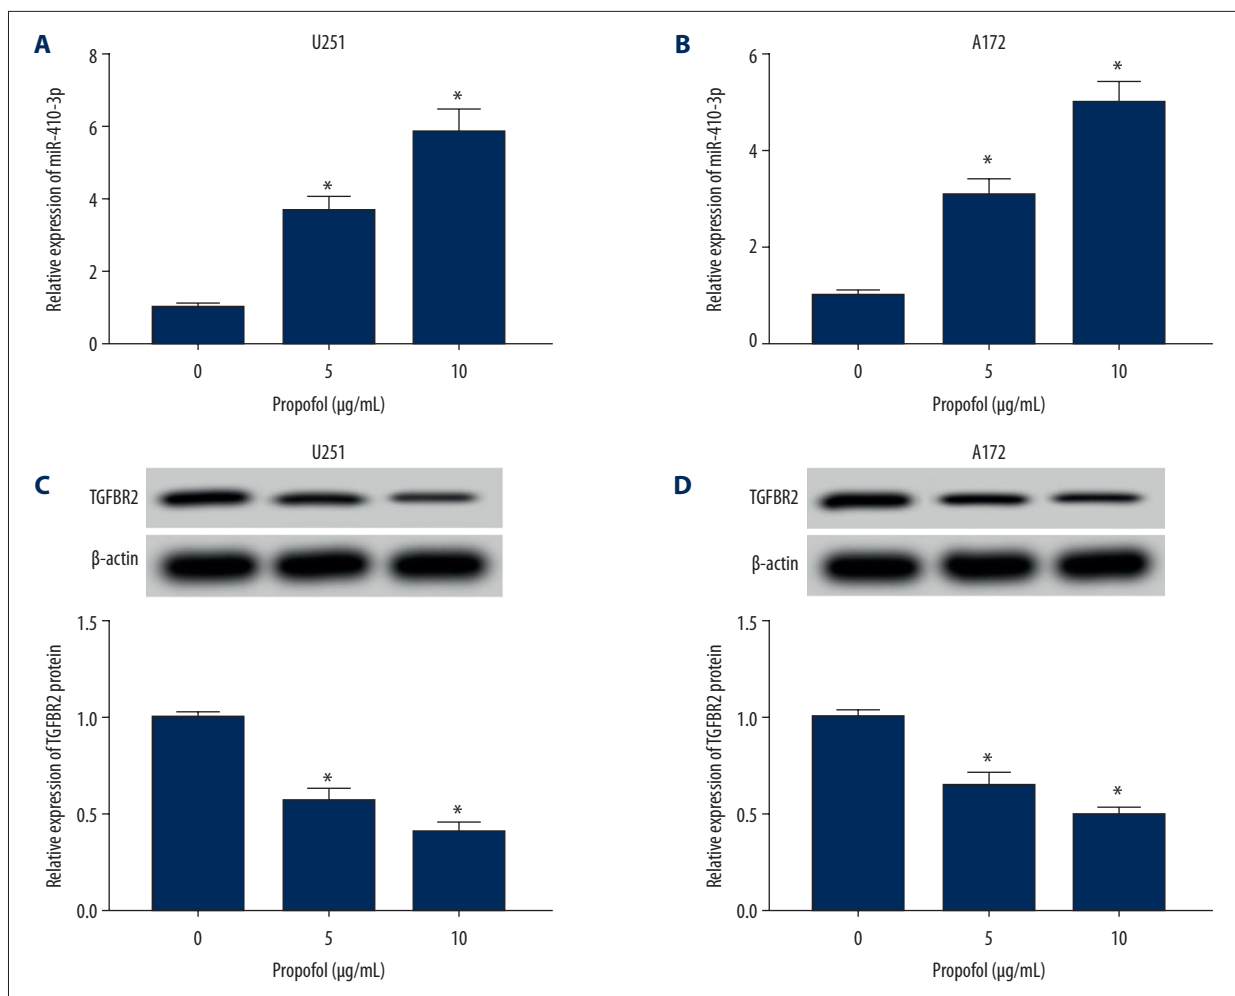 A
U251
Relative expression of miR-410-3p
8
6
4
2
0
*
*
0 5 10
Propofol (µg/mL)
B
A172
Relative expression of miR-410-3p
6
4
2
0
*
*
0 5 10
Propofol (µg/mL)
C
U251
TGFBR2
β-actin
Relative expression of TGFBR2 protein
1.5
1.0
0.5
0.0
*
*
0 5 10
Propofol (µg/mL)
D
A172
TGFBR2
β-actin
Relative expression of TGFBR2 protein
1.5
1.0
0.5
0.0
*
*
0 5 10
Propofol (µg/mL)